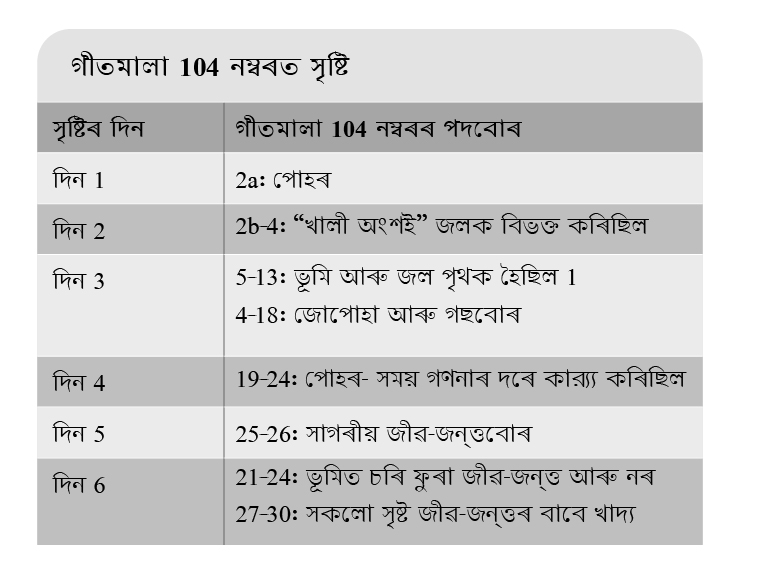 গীতমালা 104 নম্বৰত সৃষ্টি
সৃষ্টিৰ দিন গীতমালা 104 নম্বৰৰ পদবোৰ
দিন 1 2a: পোহৰ
দিন 2 2b-4: “খালী অংশই” জলক বিভক্ত কৰিছিল
দিন 3 5-13: ভূমি আৰু জল পৃথক হৈছিল 1
4-18: জোপোহা আৰু গছবোৰ
দিন 4 19-24: পোহৰ- সময় গণনাৰ দৰে কাৰ্য্য কৰিছিল
দিন 5 25-26: সাগৰীয় জীৱ-জন্ত্তবোৰ
দিন 6 21-24: ভূমিত চৰি ফুৰা জীৱ-জন্ত্ত আৰু নৰ
27-30: সকলো সৃষ্ট জীৱ-জন্ত্তৰ বাবে খাদ্য